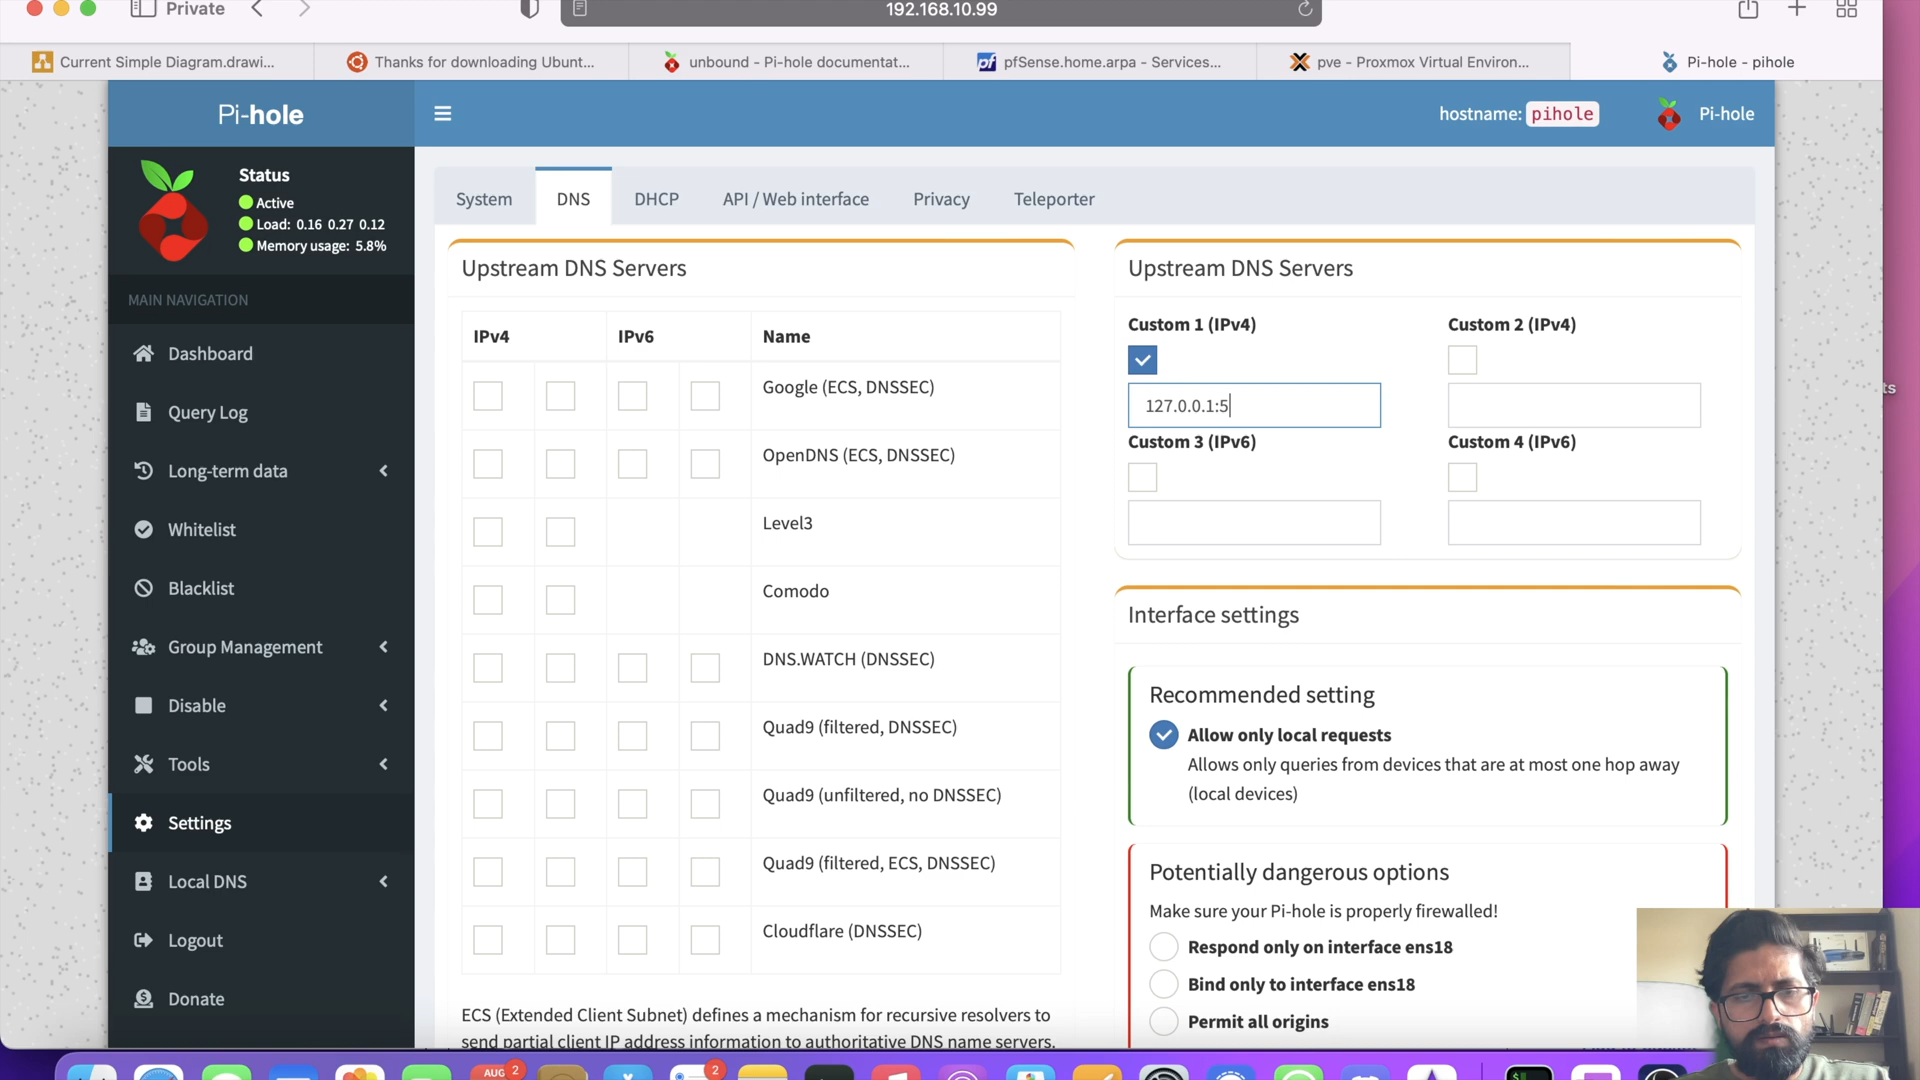 Private
192.168.10.99
Current Simple Diagram.drawi...
Thanks for downloading Ubunt...
unbound - Pi-hole documentat...
pfSense.home.arpa - Services...
pve - Proxmox Virtual Environ...
Pi-hole - pihole
Pi-hole
hostname: pihole
Pi-hole
Status
Active
Load: 0.16 0.27 0.12
Memory usage: 5.8%
MAIN NAVIGATION
Dashboard
Query Log
Long-term data
Whitelist
Blacklist
Group Management
Disable
Tools
Settings
Local DNS
Logout
Donate
System
DNS
DHCP
API / Web interface
Privacy
Teleporter
Upstream DNS Servers
IPv4 IPv6 Name
Google (ECS, DNSSEC)
OpenDNS (ECS, DNSSEC)
Level3
Comodo
DNS.WATCH (DNSSEC)
Quad9 (filtered, DNSSEC)
Quad9 (unfiltered, no DNSSEC)
Quad9 (filtered, ECS, DNSSEC)
Cloudflare (DNSSEC)
ECS (Extended Client Subnet) defines a mechanism for recursive resolvers to
send partial client IP address information to authoritative DNS name servers.
Upstream DNS Servers
Custom 1 (IPv4)
127.0.0.1:5
Custom 2 (IPv4)
Custom 3 (IPv6)
Custom 4 (IPv6)
Interface settings
Recommended setting
Allow only local requests
Allows only queries from devices that are at most one hop away
(local devices)
Potentially dangerous options
Make sure your Pi-hole is properly firewalled!
Respond only on interface ens18
Bind only to interface ens18
Permit all origins
ts
AUG
2
2